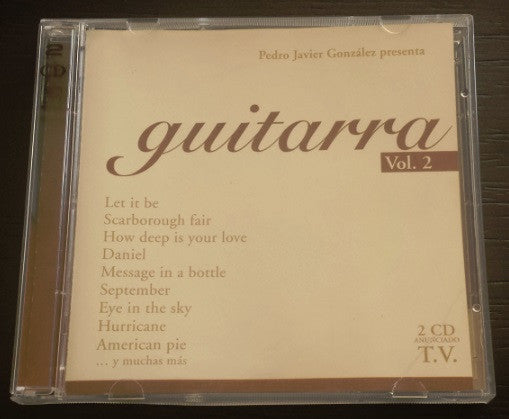 Pedro Javier González presenta
guitarra
Vol. 2
Let it be
Scarborough fair
How deep is your love
Daniel
Message in a bottle
September
Eye in the sky
Hurricane
American pie
... y muchas más
2 CD
ANUNCIADO
T.V.